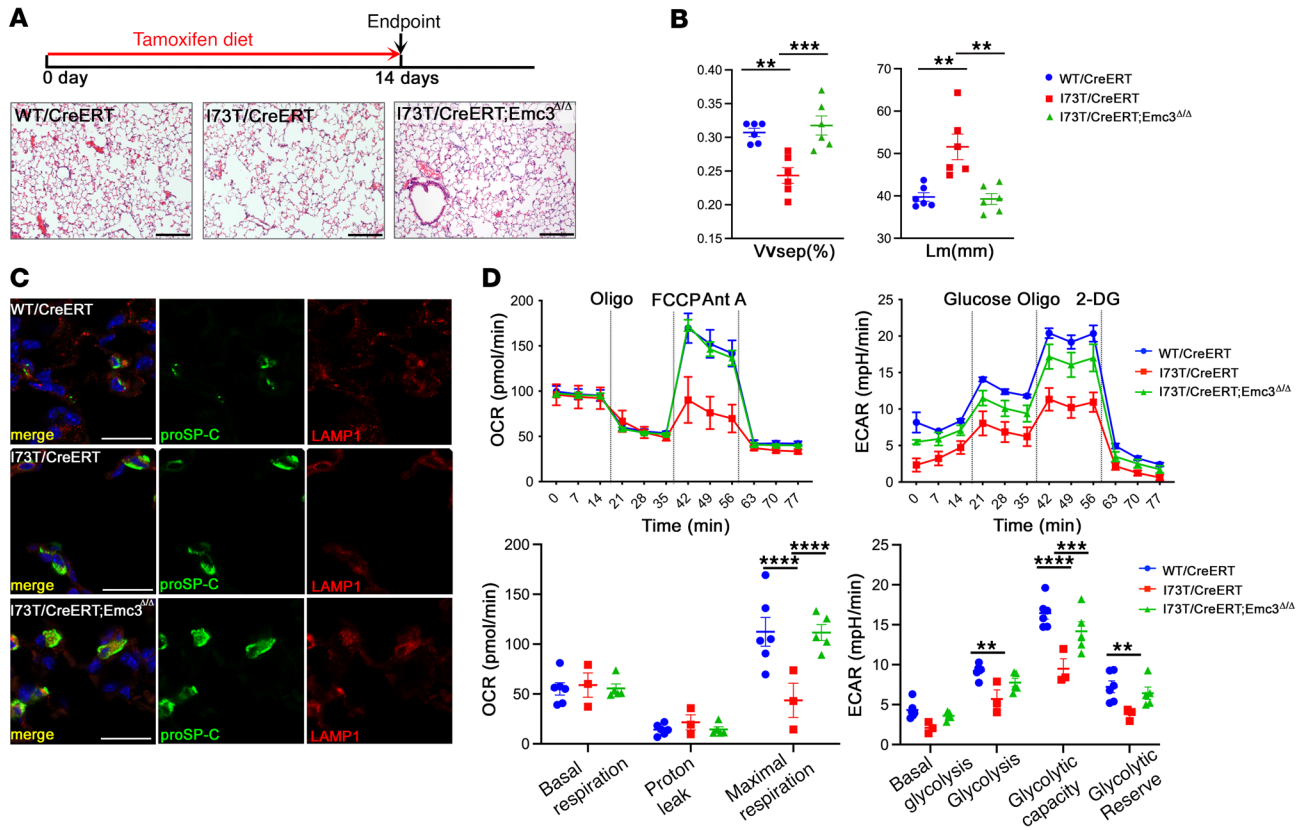 A
Endpoint
Tamoxifen diet
0 day
14 days
WT/CreERT
I73T/CreERT
I73T/CreERT;Emc3Δ/Δ
B
** ***
0.40
0.35
0.30
0.25
0.20
0.15
Vvsep(%)
** **
70
60
50
40
30
Lm(mm)
WT/CreERT
I73T/CreERT
I73T/CreERT;Emc3Δ/Δ
C
WT/CreERT
merge
proSP-C
LAMP1
I73T/CreERT
merge
proSP-C
LAMP1
I73T/CreERT;Emc3Δ/Δ
merge
proSP-C
LAMP1
D
Oligo FCCPAnt A
OCR (pmol/min)
200
150
100
50
0
0 7 14 21 28 35 42 49 56 63 70 77
Time (min)
Glucose Oligo 2-DG
ECAR (mpH/min)
25
20
15
10
5
0
0 7 14 21 28 35 42 49 56 63 70 77
Time (min)
WT/CreERT
I73T/CreERT
I73T/CreERT;Emc3Δ/Δ
OCR (pmol/min)
200
150
100
50
0
**** ****
Basal respiration
Proton leak
Maximal respiration
ECAR (mpH/min)
25
20
15
10
5
0
**
***
****
**
Basal glycolysis
Glycolysis
Glycolytic capacity
Glycolytic Reserve
WT/CreERT
I73T/CreERT
I73T/CreERT;Emc3Δ/Δ